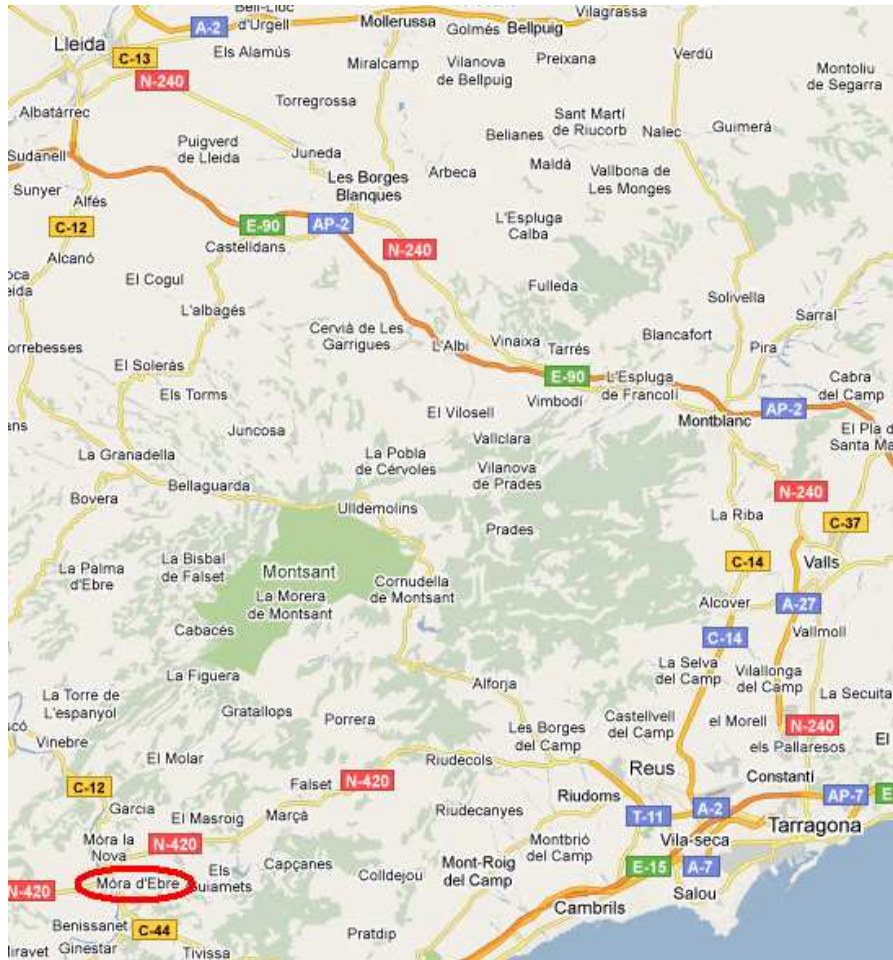 Bell-Lloc
d'Urgell
A-2
Mollerussa
Golmés
Bellpuig
Vilagrassa
Lleida
C-13
Els Alamús
Miralcamp
Vilanova
de Bellpuig
Preixana
Verdú
Montoliu
de Segarra
N-240
Torregrossa
Albatàrrec
Sant Martí
de Riucorb
Belianes
Nalec
Guimerà
Puigverd
de Lleida
Sudanell
Juneda
Maldà
Vallbona de
Les Monges
Arbeca
Les Borges
Blanques
Sunyer
Alfés
C-12
E-90
AP-2
L'Espluga
Calba
Castelldans
N-240
Alcanó
El Cogul
Fulleda
L'albagés
Solivella
Sarral
Cervià de Les
Garrigues
L'Albi
Vinaixa
Tarrés
Blancafort
Pira
orrebesses
El Soleràs
E-90
L'Espluga
de Francolí
Cabra
del Camp
Els Torms
Vimbodí
AP-2
El Vilosell
Montblanc
Juncosa
Vallclara
El Pla d
Santa Ma
La Granadella
La Pobla
de Cérvoles
Vilanova
de Prades
Bellaguarda
N-240
Bovera
Ulldemolins
La Riba
C-37
Prades
La Palma
d'Ebre
La Bisbal
de Falset
Montsant
C-14
Valls
Cornudella
de Montsant
La Morera
de Montsant
Alcover
A-27
Cabacés
C-14
Vallmoll
La Figuera
La Selva
del Camp
Vilallonga
del Camp
Alforja
La Secuita
La Torre de
L'espanyol
Gratallops
Porrera
Les Borges
del Camp
Castellvell
del Camp
el Morell
N-240
scó
Vinebre
els Pallaresos
El
El Molar
Riudecols
Reus
Constantí
C-12
Falset
N-420
Riudoms
AP-7
E
Garcia
El Masroig
Marçà
Riudecanyes
T-11
A-2
Tarragona
Móra la
Nova
N-420
Montbrió
del Camp
Vila-seca
Els
Guiamets
Capçanes
Colldejou
Mont-Roig
del Camp
E-15
A-7
N-420
Móra d'Ebre
Salou
Cambrils
Benissanet
C-44
Pratdip
liravet
Ginestar
Tivissa